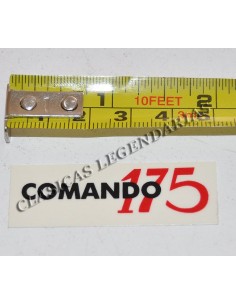 1 10FEET 2
1 2 3 4 5
CLASICAS LEGENDARIAS
COMANDO 175